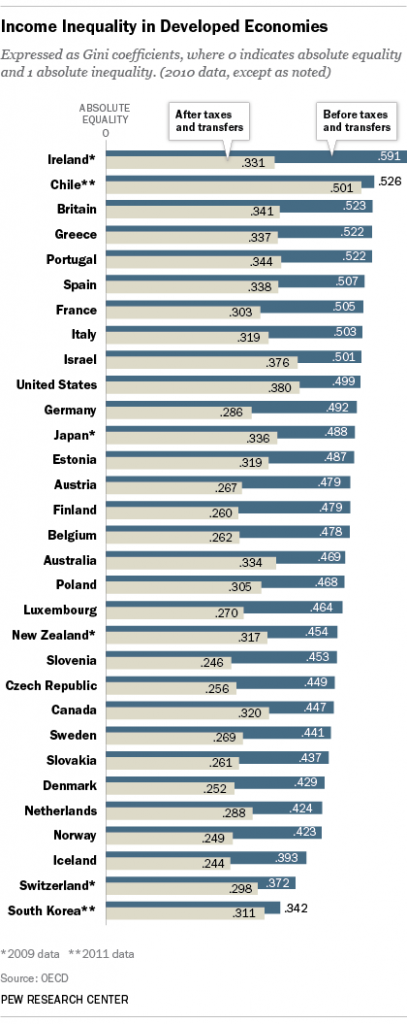 Income Inequality in Developed Economies
Expressed as Gini coefficients, where 0 indicates absolute equality
and 1 absolute inequality. (2010 data, except as noted)
ABSOLUTE
EQUALITY
0
After taxes
and transfers
Before taxes
and transfers
Ireland* .331 .591
Chile** .501 .526
Britain .341 .523
Greece .337 .522
Portugal .344 .522
Spain .338 .507
France .303 .505
Italy .319 .503
Israel .376 .501
United States .380 .499
Germany .286 .492
Japan* .336 .488
Estonia .319 .487
Austria .267 .479
Finland .260 .479
Belgium .262 .478
Australia .334 .469
Poland .305 .468
Luxembourg .270 .464
New Zealand* .317 .454
Slovenia .246 .453
Czech Republic .256 .449
Canada .320 .447
Sweden .269 .441
Slovakia .261 .437
Denmark .252 .429
Netherlands .288 .424
Norway .249 .423
Iceland .244 .393
Switzerland* .298 .372
South Korea** .311 .342
*2009 data **2011 data
Source: OECD
PEW RESEARCH CENTER